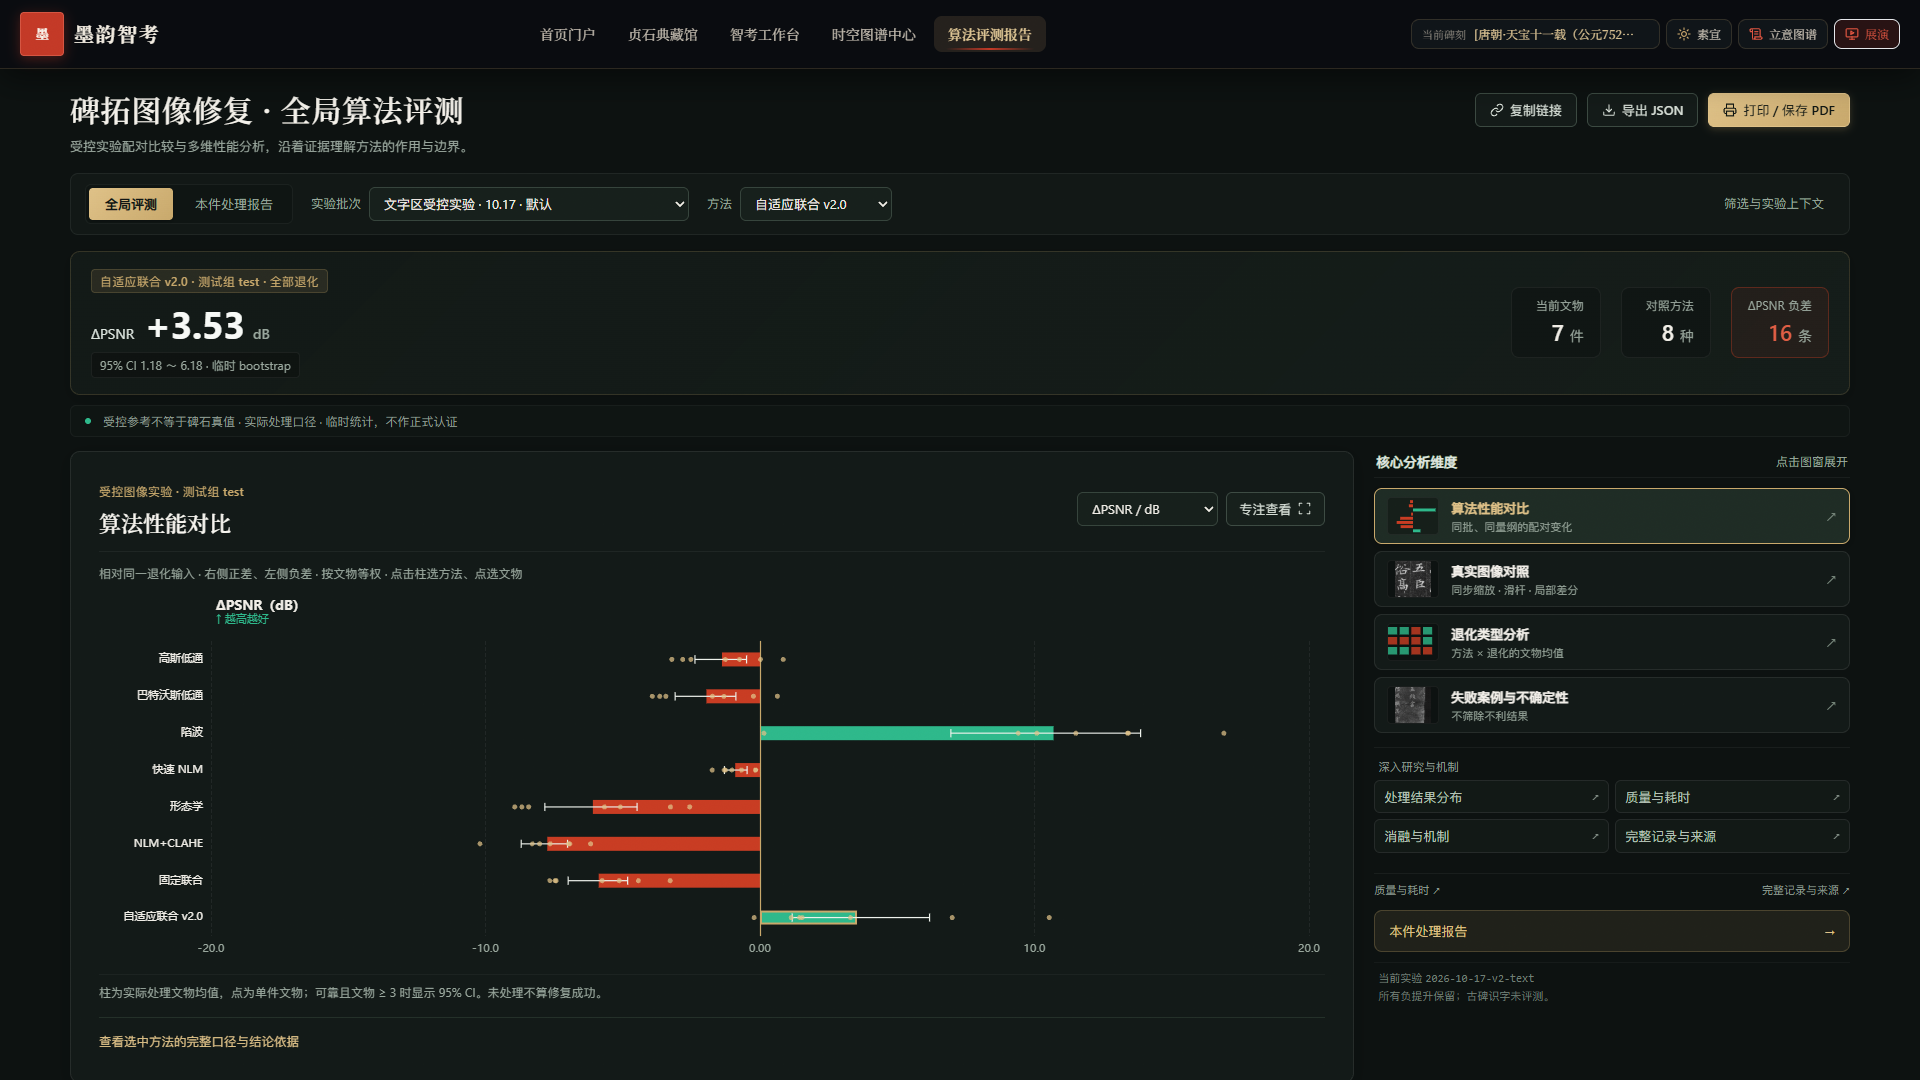 墨
墨韵智考
首页门户
贞石典藏馆
智考工作台
时空图谱中心
算法评测报告
当前碑刻 [唐朝·天宝十一载（公元752…
素宣
立意图谱
展演
碑拓图像修复 · 全局算法评测
受控实验配对比较与多维性能分析，沿着证据理解方法的作用与边界。
复制链接
导出 JSON
打印 / 保存 PDF
全局评测
本件处理报告
实验批次
文字区受控实验 · 10.17 · 默认
方法
自适应联合 v2.0
筛选与实验上下文
自适应联合 v2.0 · 测试组 test · 全部退化
ΔPSNR +3.53 dB
95% CI 1.18 ～ 6.18 · 临时 bootstrap
当前文物
7 件
对照方法
8 种
ΔPSNR 负差
16 条
受控参考不等于碑石真值 · 实际处理口径 · 临时统计，不作正式认证
受控图像实验 · 测试组 test
算法性能对比
ΔPSNR / dB
专注查看
相对同一退化输入 · 右侧正差、左侧负差 · 按文物等权 · 点击柱选方法、点选文物
ΔPSNR (dB)
↑ 越高越好
高斯低通
巴特沃斯低通
陷波
快速 NLM
形态学
NLM+CLAHE
固定联合
自适应联合 v2.0
-20.0
-10.0
0.00
10.0
20.0
柱为实际处理文物均值，点为单件文物；可靠且文物 ≥ 3 时显示 95% CI。未处理不算修复成功。
查看选中方法的完整口径与结论依据
核心分析维度
点击图窗展开
算法性能对比
同批、同量纲的配对变化
↗
真实图像对照
同步缩放 · 滑杆 · 局部差分
↗
退化类型分析
方法 × 退化的文物均值
↗
失败案例与不确定性
不筛除不利结果
↗
深入研究与机制
处理结果分布 ↗
质量与耗时 ↗
消融与机制 ↗
完整记录与来源 ↗
质量与耗时 ↗
完整记录与来源 ↗
本件处理报告 →
当前实验 2026-10-17-v2-text
所有负提升保留；古碑识字未评测。